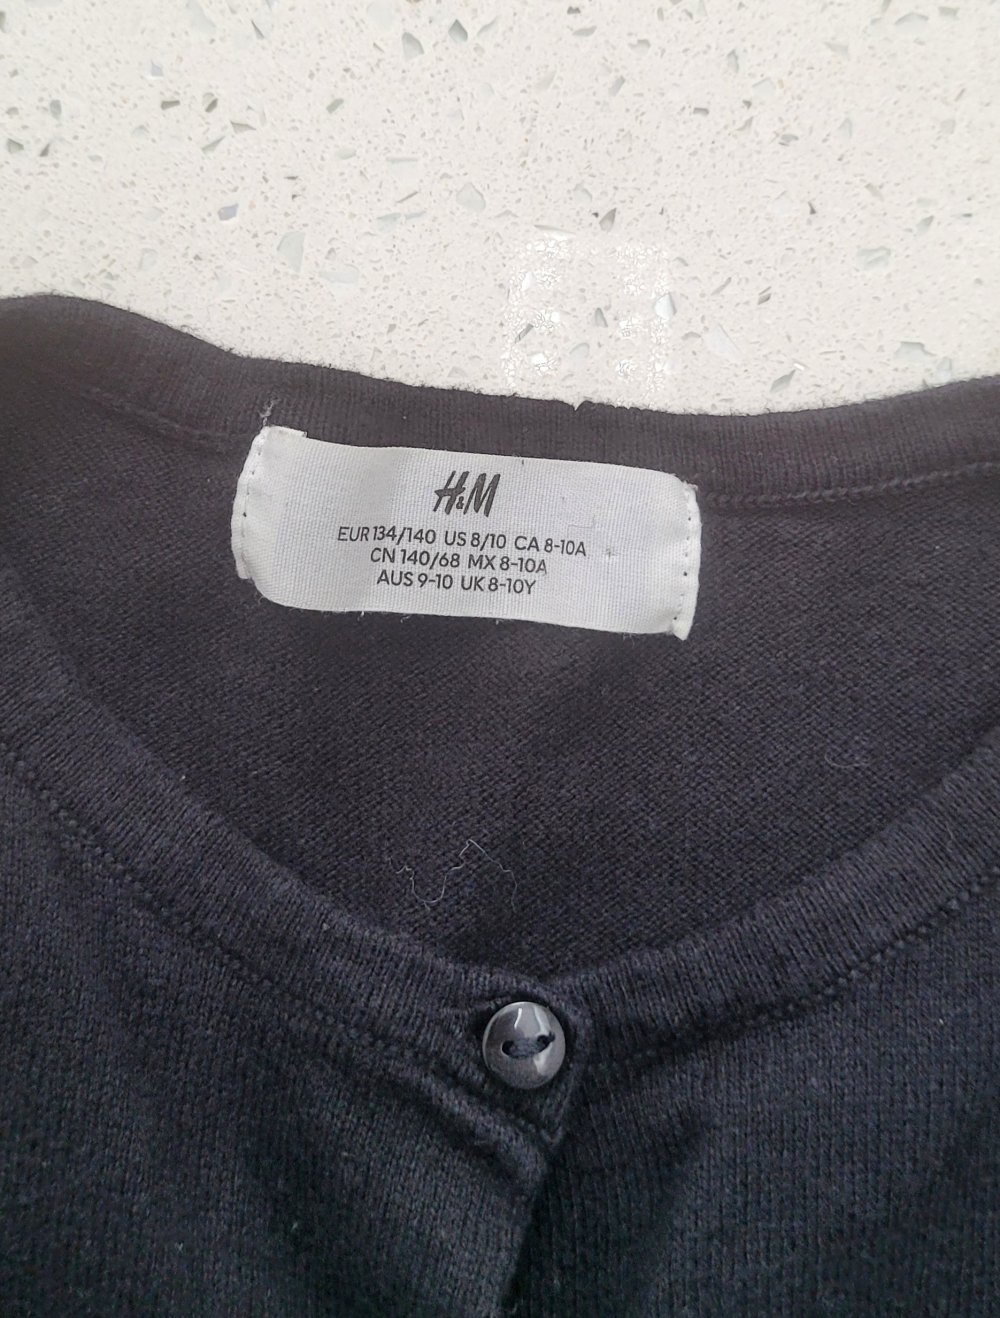 H&M
EUR 134/140 US 8/10 CA 8-10A
CN 140/68 MX 8-10A
AUS 9-10 UK 8-10Y